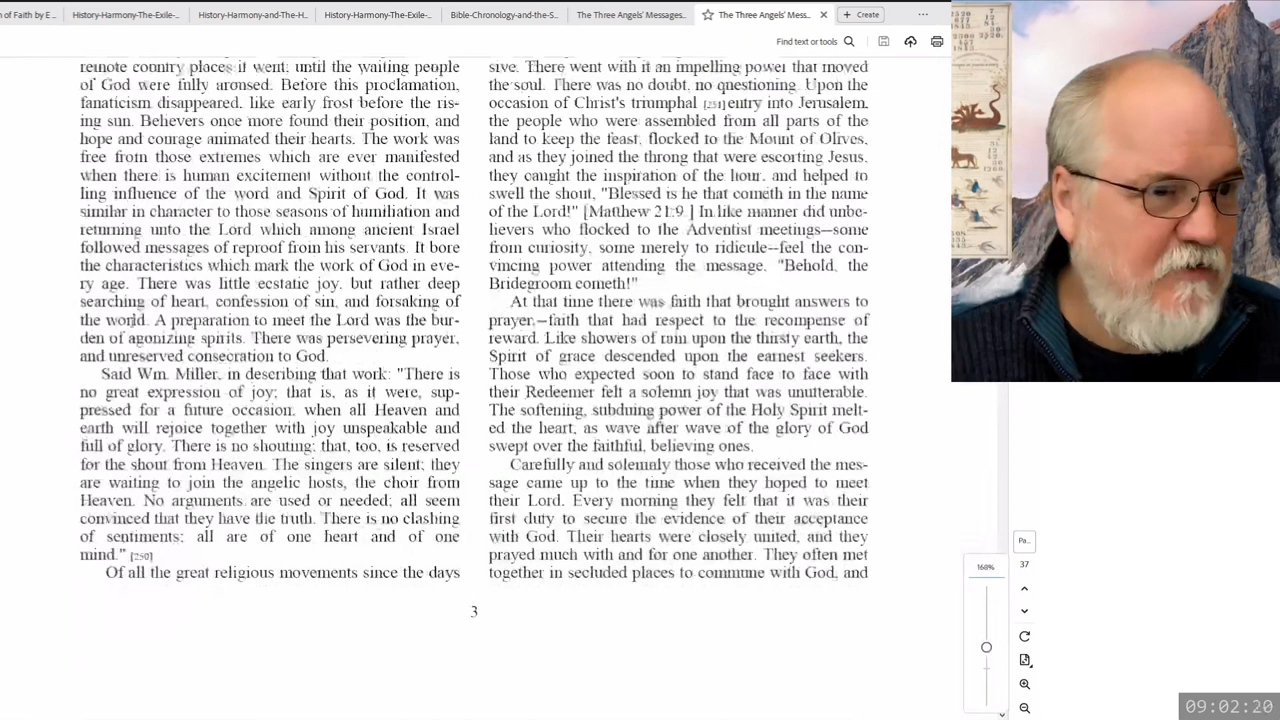 n of Faith by E ...
History-Harmony-The-Exile-...
History-Harmony-and-The-H...
History-Harmony-The-Exile-...
Bible-Chronology-and-the-S...
The Three Angels' Messages...
The Three Angels' Mess...
Create
Find text or tools
remote country places it went, until the waiting people
of God were fully aroused. Before this proclamation,
fanaticism disappeared, like early frost before the ris-
ing sun. Believers once more found their position, and
hope and courage animated their hearts. The work was
free from those extremes which are ever manifested
when there is human excitement without the control-
ling influence of the word and Spirit of God. It was
similar in character to those seasons of humiliation and
returning unto the Lord which among ancient Israel
followed messages of reproof from his servants. It bore
the characteristics which mark the work of God in eve-
ry age. There was little ecstatic joy, but rather deep
searching of heart, confession of sin, and forsaking of
the world. A preparation to meet the Lord was the bur-
den of agonizing spirits. There was persevering prayer,
and unreserved consecration to God.
Said Wm. Miller, in describing that work: "There is
no great expression of joy; that is, as it were, sup-
pressed for a future occasion, when all Heaven and
earth will rejoice together with joy unspeakable and
full of glory. There is no shouting; that, too, is reserved
for the shout from Heaven. The singers are silent; they
are waiting to join the angelic hosts, the choir from
Heaven. No arguments are used or needed; all seem
convinced that they have the truth. There is no clashing
of sentiments; all are of one heart and of one
mind." [250]
Of all the great religious movements since the days
sive. There went with it an impelling power that moved
the soul. There was no doubt, no questioning. Upon the
occasion of Christ's triumphal [251] entry into Jerusalem,
the people who were assembled from all parts of the
land to keep the feast, flocked to the Mount of Olives,
and as they joined the throng that were escorting Jesus,
they caught the inspiration of the hour, and helped to
swell the shout, "Blessed is he that cometh in the name
of the Lord!" [Matthew 21:9.] In like manner did unbe-
lievers who flocked to the Adventist meetings--some
from curiosity, some merely to ridicule--feel the con-
vincing power attending the message, "Behold, the
Bridegroom cometh!"
At that time there was faith that brought answers to
prayer,--faith that had respect to the recompense of
reward. Like showers of rain upon the thirsty earth, the
Spirit of grace descended upon the earnest seekers.
Those who expected soon to stand face to face with
their Redeemer felt a solemn joy that was unutterable.
The softening, subduing power of the Holy Spirit melt-
ed the heart, as wave after wave of the glory of God
swept over the faithful, believing ones.
Carefully and solemnly those who received the mes-
sage came up to the time when they hoped to meet
their Lord. Every morning they felt that it was their
first duty to secure the evidence of their acceptance
with God. Their hearts were closely united, and they
prayed much with and for one another. They often met
together in secluded places to commune with God, and
3
Pa...
37
160%
09:02:20